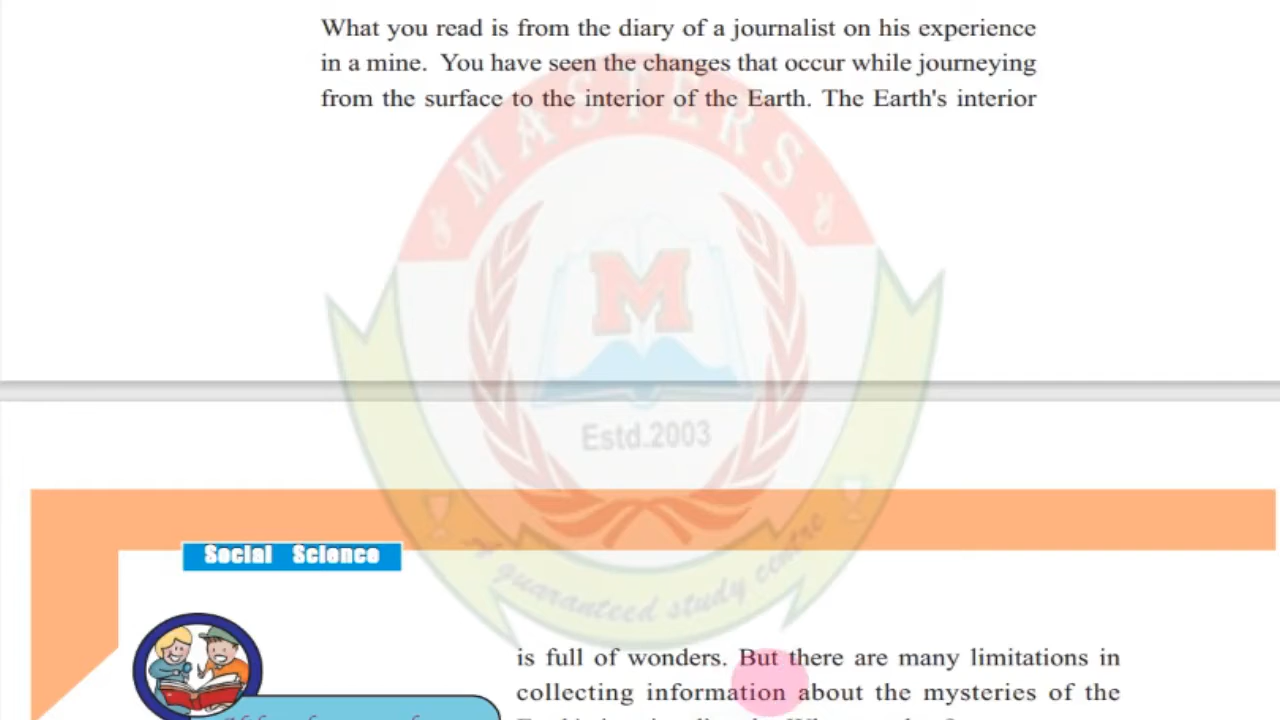 What you read is from the diary of a journalist on his experience
in a mine. You have seen the changes that occur while journeying
from the surface to the interior of the Earth. The Earth's interior
MASTERS
M
Estd.2003
A guaranteed study centre
Social Science
is full of wonders. But there are many limitations in
collecting information about the mysteries of the